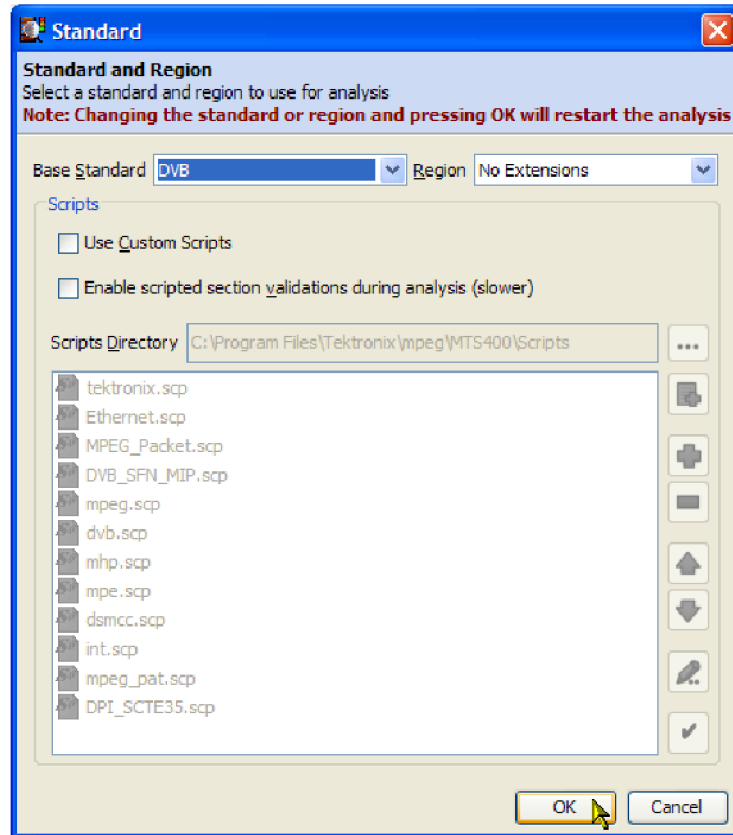 Standard
Standard and Region
Select a standard and region to use for analysis
Note: Changing the standard or region and pressing OK will restart the analysis
Base Standard DVB Region No Extensions
Scripts
Use Custom Scripts
Enable scripted section validations during analysis (slower)
Scripts Directory C:\Program Files\Tektronix\mpeg\MTS400\Scripts
...
tektronix.scp
Ethernet.scp
MPEG_Packet.scp
DVB_SFN_MIP.scp
mpeg.scp
dvb.scp
mhp.scp
mpe.scp
dsmcc.scp
int.scp
mpeg_pat.scp
DPI_SCTE35.scp
OK Cancel